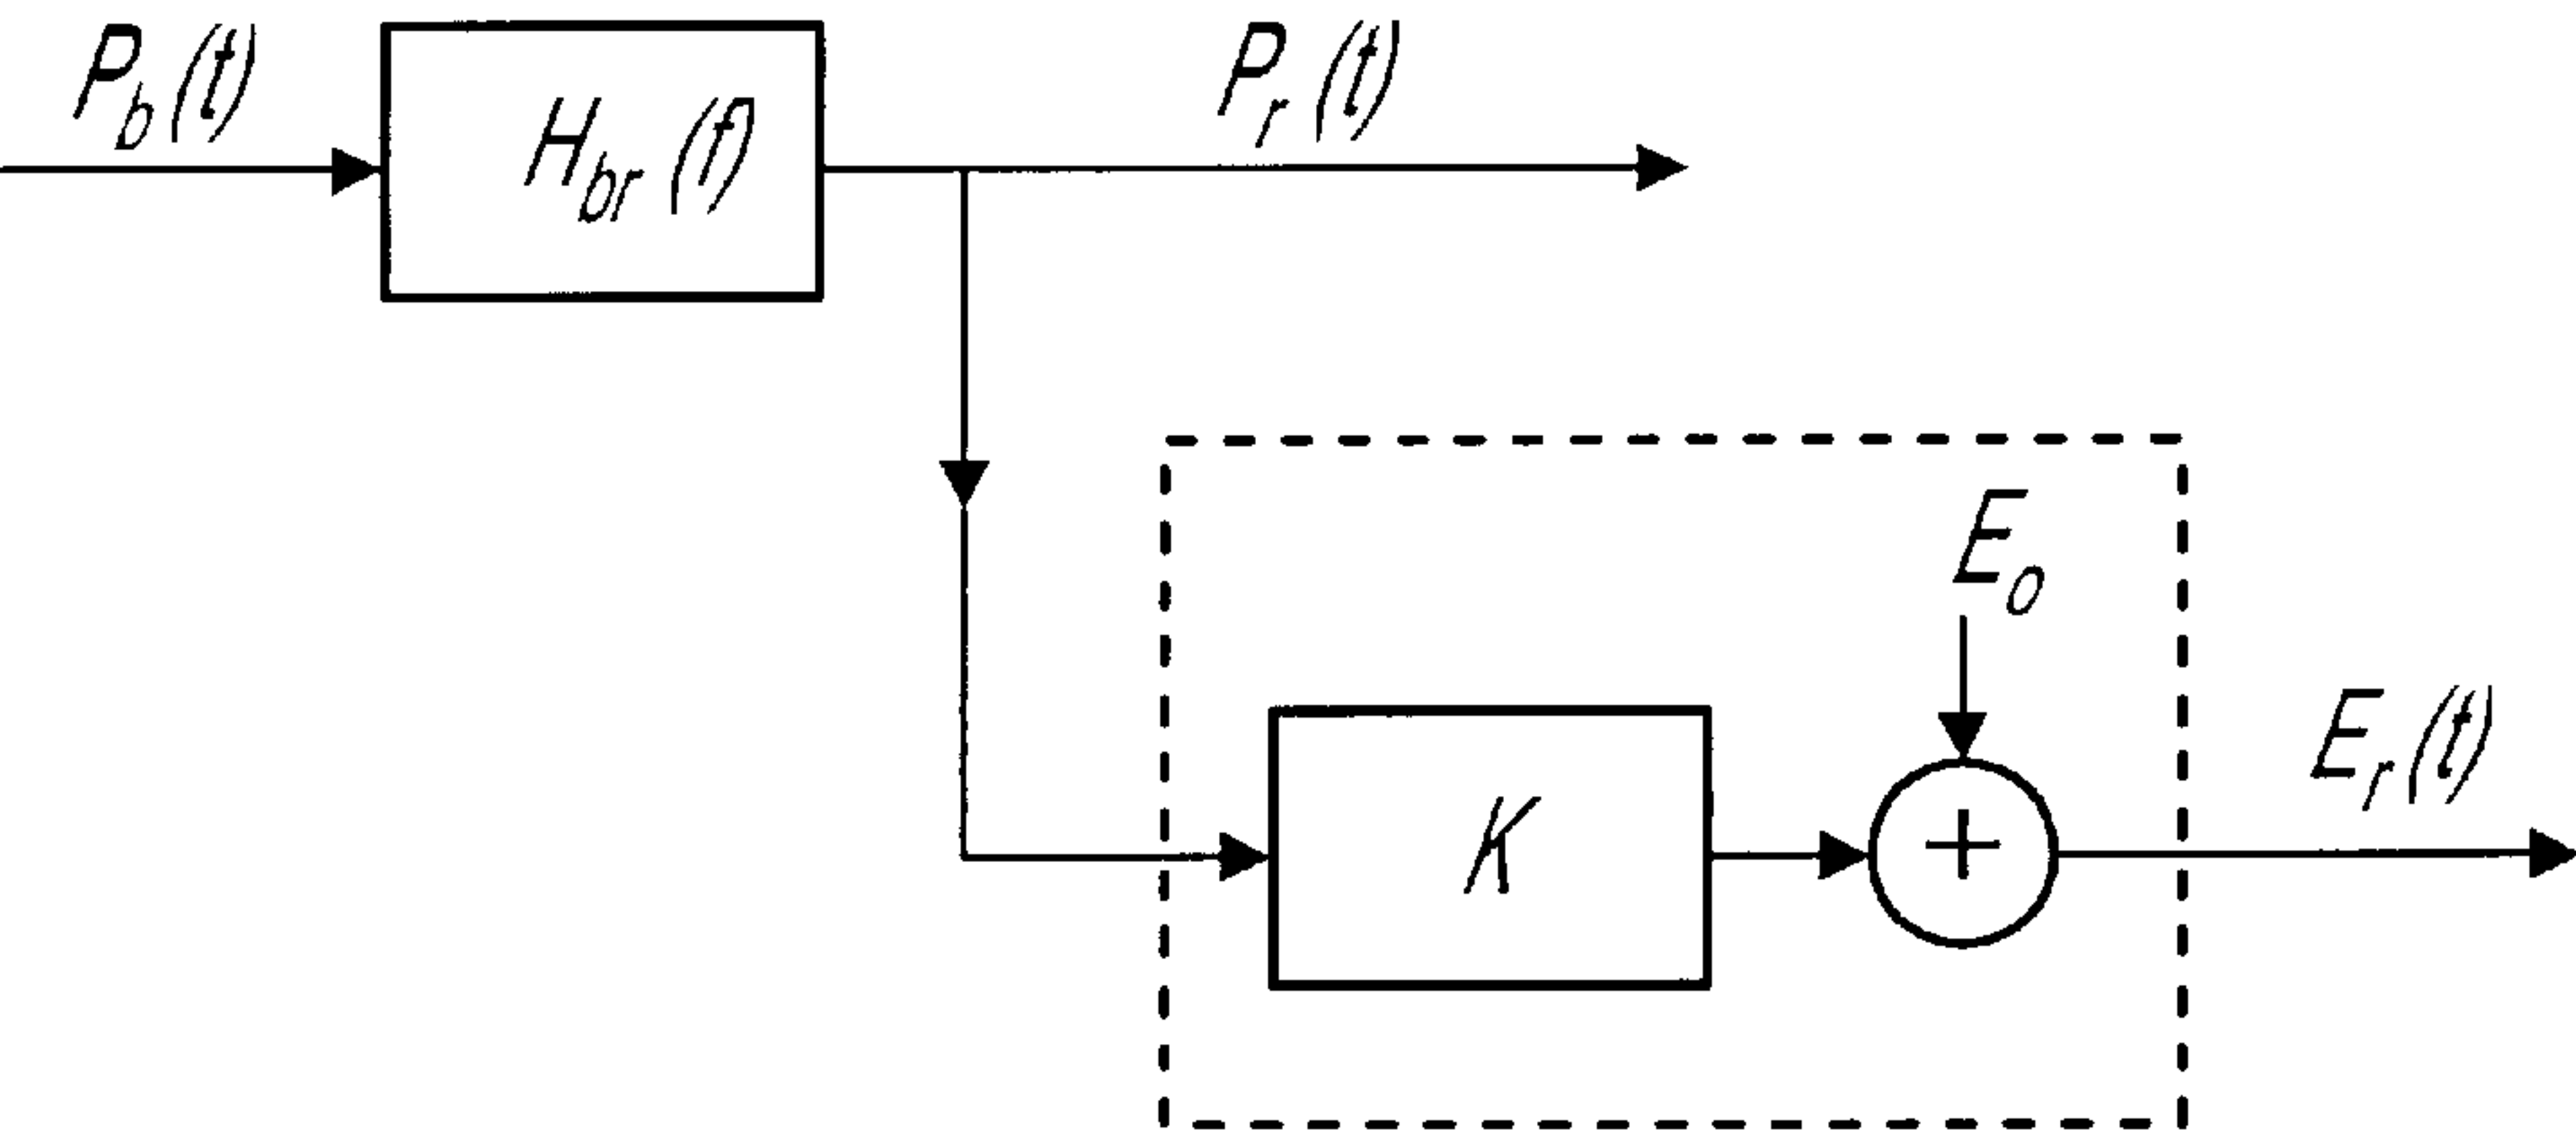 P_b(t)
H_br(f)
P_r(t)
E_o
K
+
E_r(t)